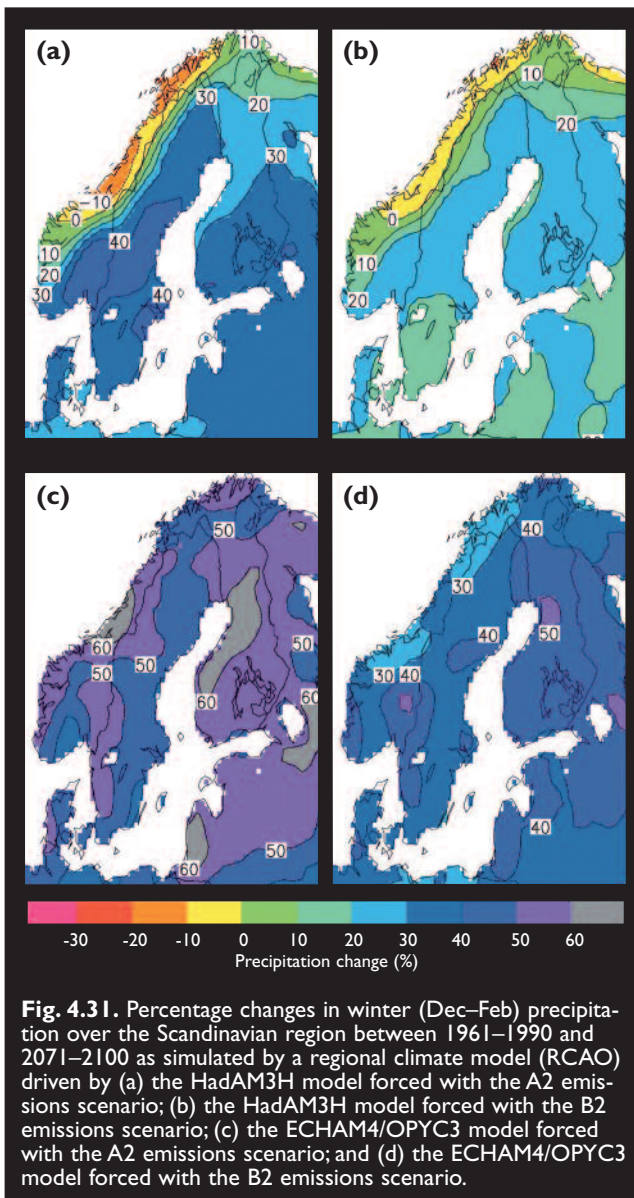 (a)
10
30
20
30
-10
0
40
10
20
30
40
(b)
10
20
0
10
20
(c)
50
60
50
50
50
60
60
60
50
(d)
40
30
40
50
30
40
40
-30 -20 -10 0 10 20 30 40 50 60
Precipitation change (%)
Fig. 4.31. Percentage changes in winter (Dec–Feb) precipita-
tion over the Scandinavian region between 1961–1990 and
2071–2100 as simulated by a regional climate model (RCAO)
driven by (a) the HadAM3H model forced with the A2 emis-
sions scenario; (b) the HadAM3H model forced with the B2
emissions scenario; (c) the ECHAM4/OPYC3 model forced
with the A2 emissions scenario; and (d) the ECHAM4/OPYC3
model forced with the B2 emissions scenario.